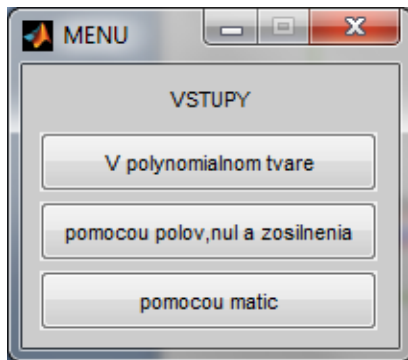 MENU
VSTUPY
V polynomialnom tvare
pomocou polov,nul a zosilnenia
pomocou matic